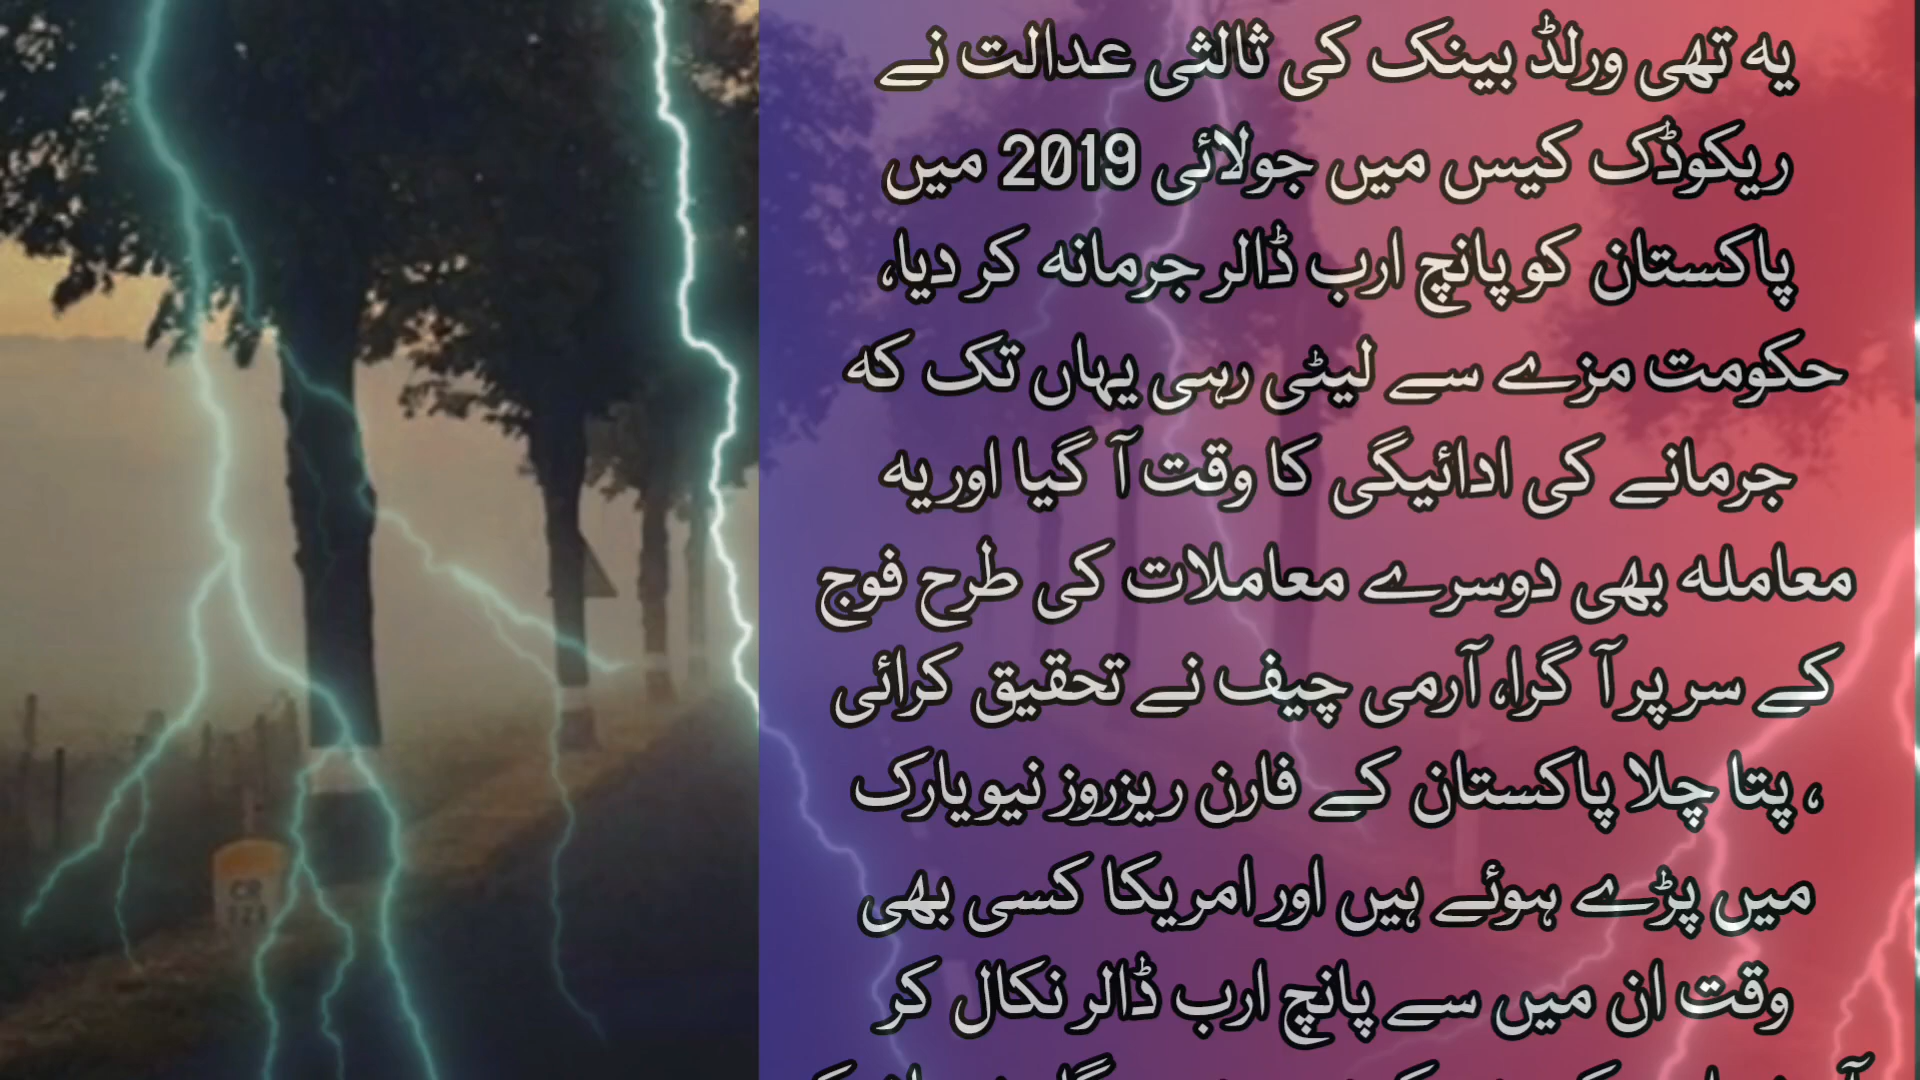 یہ تھی ورلڈ بینک کی ثالثی عدالت نے
ریکوڈک کیس میں جولائی 2019 میں
پاکستان کو پانچ ارب ڈالر جرمانہ کر دیا،
حکومت مزے سے لیٹی رہی یہاں تک کہ
جرمانے کی ادائیگی کا وقت آ گیا اور یہ
معاملہ بھی دوسرے معاملات کی طرح فوج
کے سر پر آ گرا، آرمی چیف نے تحقیق کرائی
، پتا چلا پاکستان کے فارن ریزروز نیویارک
میں پڑے ہوئے ہیں اور امریکا کسی بھی
وقت ان میں سے پانچ ارب ڈالر نکال کر
CR
121